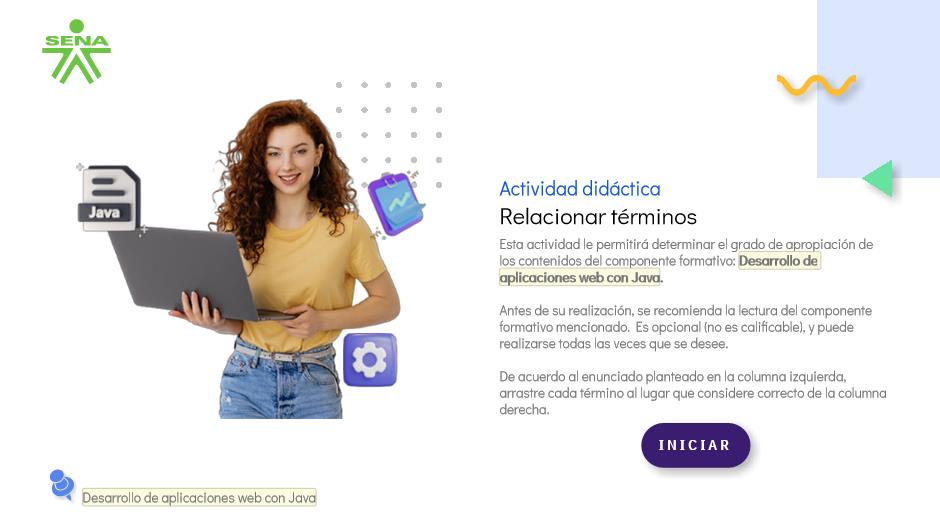 SENA
Java
Actividad didáctica
Relacionar términos
Esta actividad le permitirá determinar el grado de apropiación de
los contenidos del componente formativo: Desarrollo de
aplicaciones web con Java.
Antes de su realización, se recomienda la lectura del componente
formativo mencionado. Es opcional (no es calificable), y puede
realizarse todas las veces que se desee.
De acuerdo al enunciado planteado en la columna izquierda,
arrastre cada término al lugar que considere correcto de la columna
derecha.
INICIAR
Desarrollo de aplicaciones web con Java